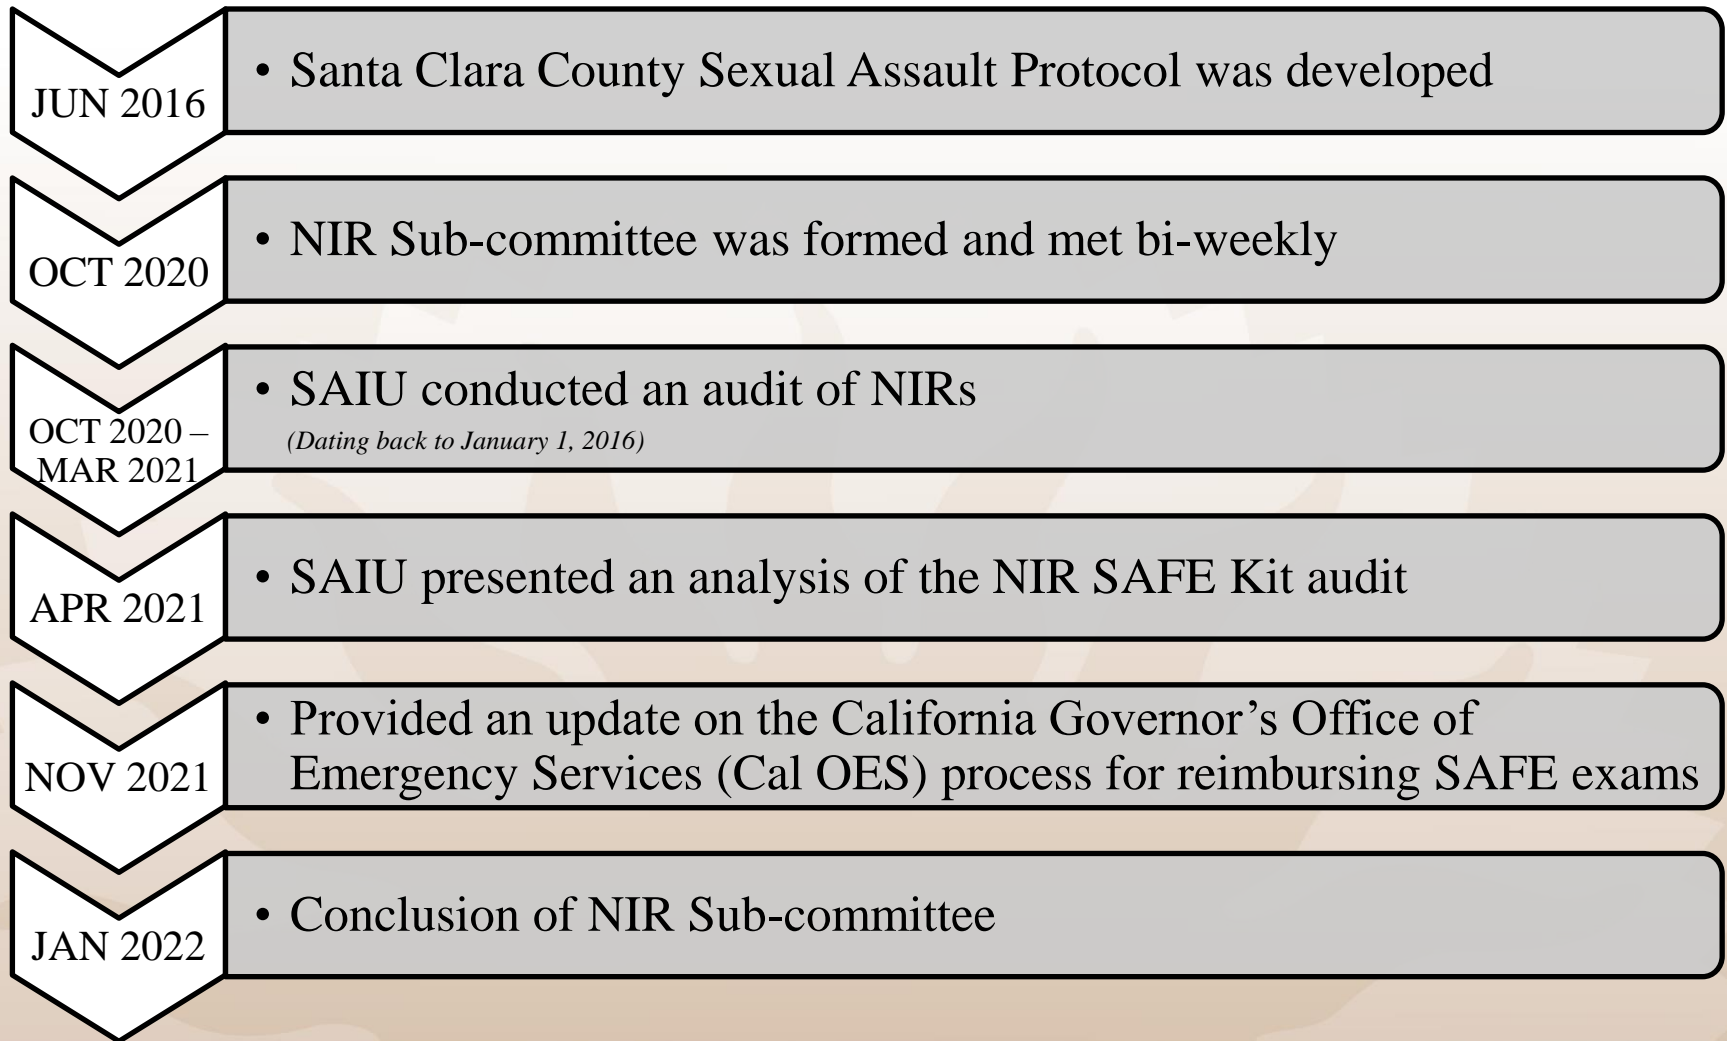 JUN 2016
• Santa Clara County Sexual Assault Protocol was developed
OCT 2020
• NIR Sub-committee was formed and met bi-weekly
OCT 2020 –
MAR 2021
• SAIU conducted an audit of NIRs
(Dating back to January 1, 2016)
APR 2021
• SAIU presented an analysis of the NIR SAFE Kit audit
NOV 2021
• Provided an update on the California Governor’s Office of
Emergency Services (Cal OES) process for reimbursing SAFE exams
JAN 2022
• Conclusion of NIR Sub-committee